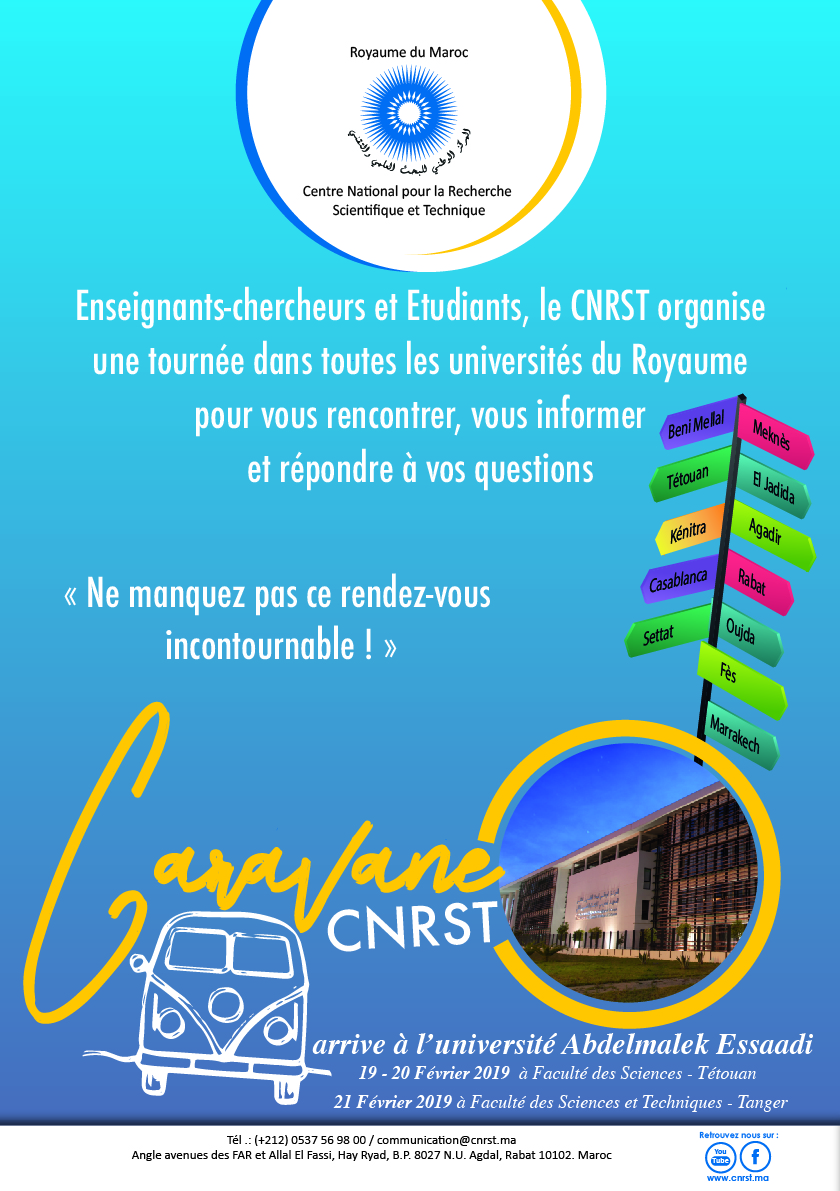 Royaume du Maroc
المركز الوطني للبحث العلمي والتقني
Centre National pour la Recherche
Scientifique et Technique
Enseignants-chercheurs et Etudiants, le CNRST organise
une tournée dans toutes les universités du Royaume
pour vous rencontrer, vous informer
et répondre à vos questions
Beni Mellal
Meknès
Tétouan
El Jadida
Kénitra
Agadir
Casablanca
Rabat
Settat
Oujda
Fès
Marrakech
« Ne manquez pas ce rendez-vous
incontournable ! »
Caravane
CNRST
arrive à l'université Abdelmalek Essaadi
19 - 20 Février 2019 à Faculté des Sciences - Tétouan
21 Février 2019 à Faculté des Sciences et Techniques - Tanger
Tél .: (+212) 0537 56 98 00 / communication@cnrst.ma
Angle avenues des FAR et Allal El Fassi, Hay Ryad, B.P. 8027 N.U. Agdal, Rabat 10102. Maroc
Retrouvez nous sur :
You
Tube
f
www.cnrst.ma